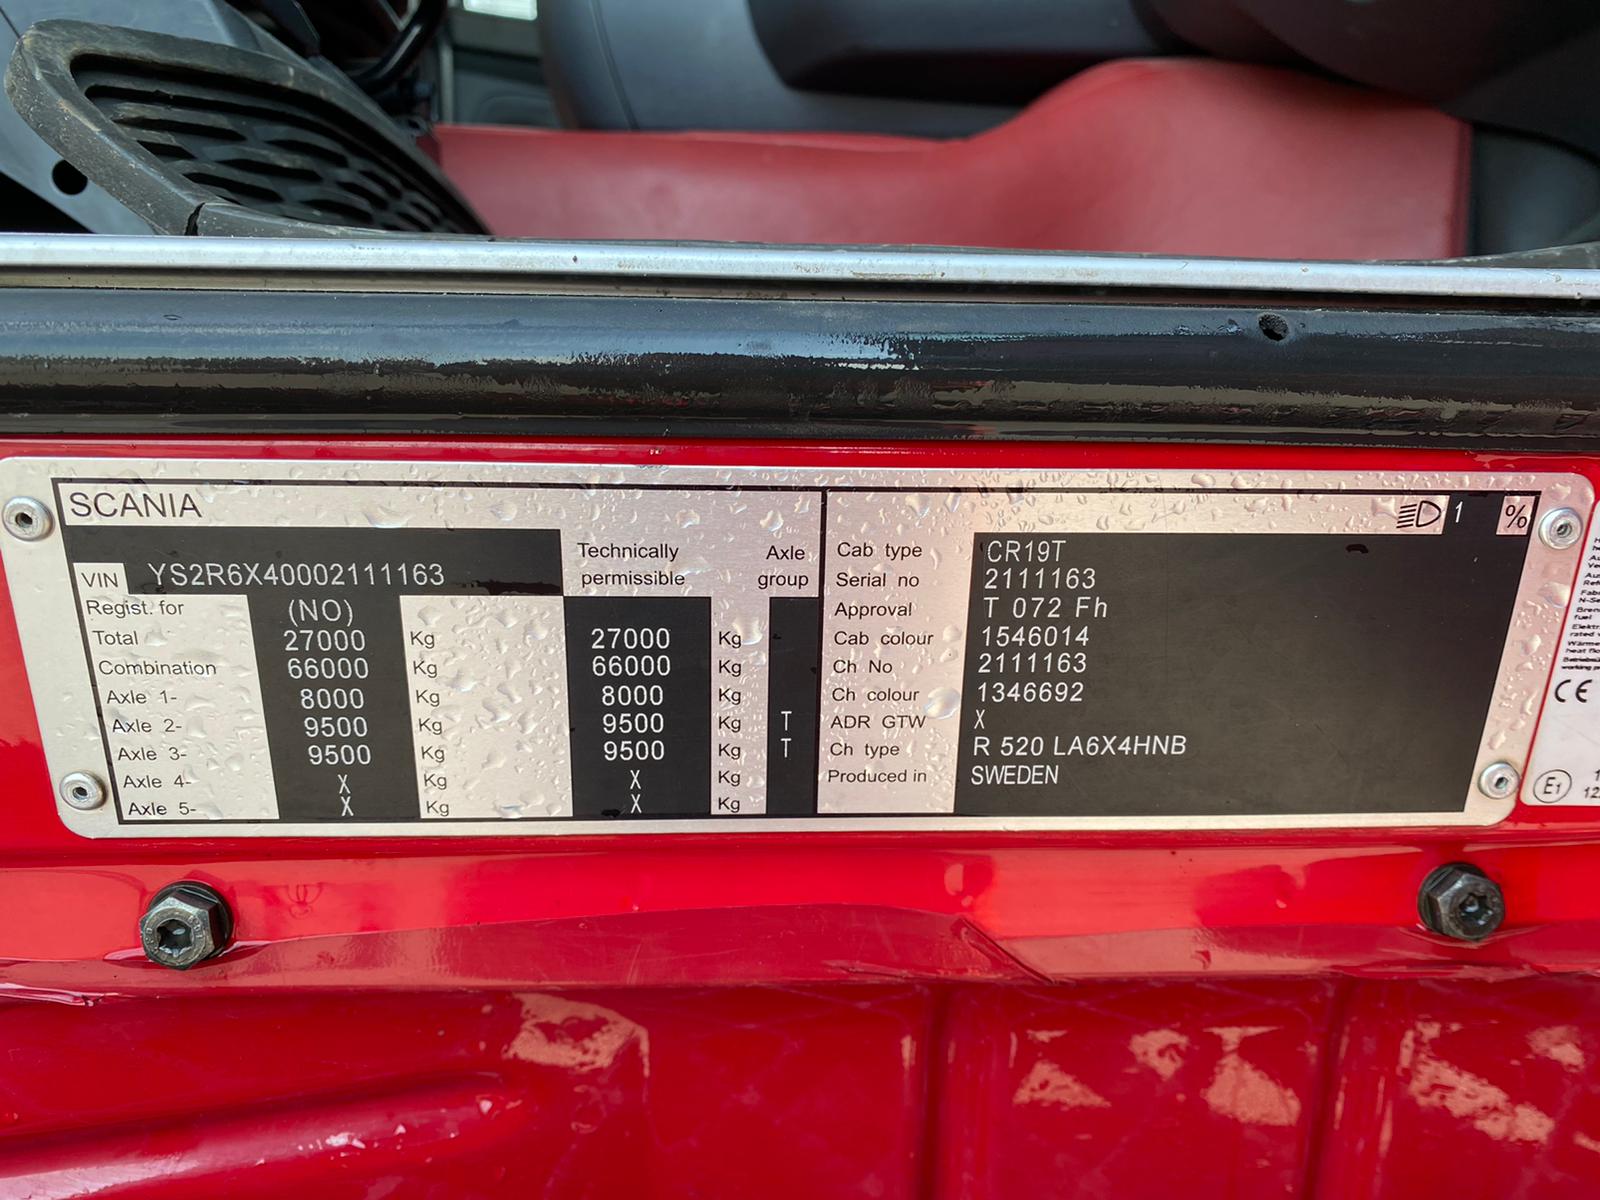 SCANIA
1 %
VIN YS2R6X40002111163
Technically permissible
Axle group
Regist. for (NO)
Total 27000 Kg 27000 Kg
Combination 66000 Kg 66000 Kg
Axle 1- 8000 Kg 8000 Kg
Axle 2- 9500 Kg 9500 Kg T
Axle 3- 9500 Kg 9500 Kg T
Axle 4- X Kg X Kg
Axle 5- X Kg X Kg
Cab type CR19T
Serial no 2111163
Approval T 072 Fh
Cab colour 1546014
Ch No 2111163
Ch colour 1346692
ADR GTW X
Ch type R 520 LA6X4HNB
Produced in SWEDEN
fuel
CE
E1